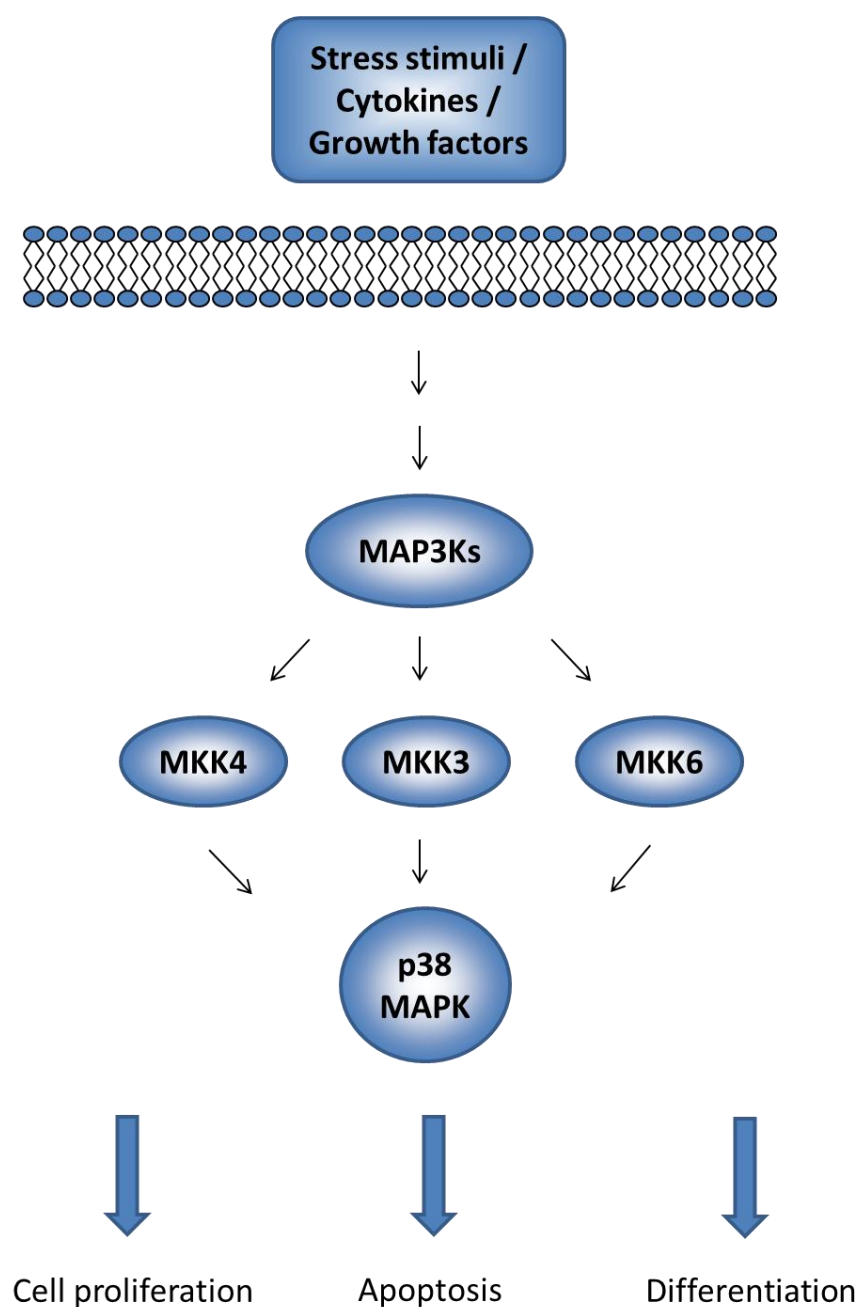 Stress stimuli /
Cytokines /
Growth factors
MAP3Ks
MKK4 MKK3 MKK6
p38
MAPK
Cell proliferation Apoptosis Differentiation